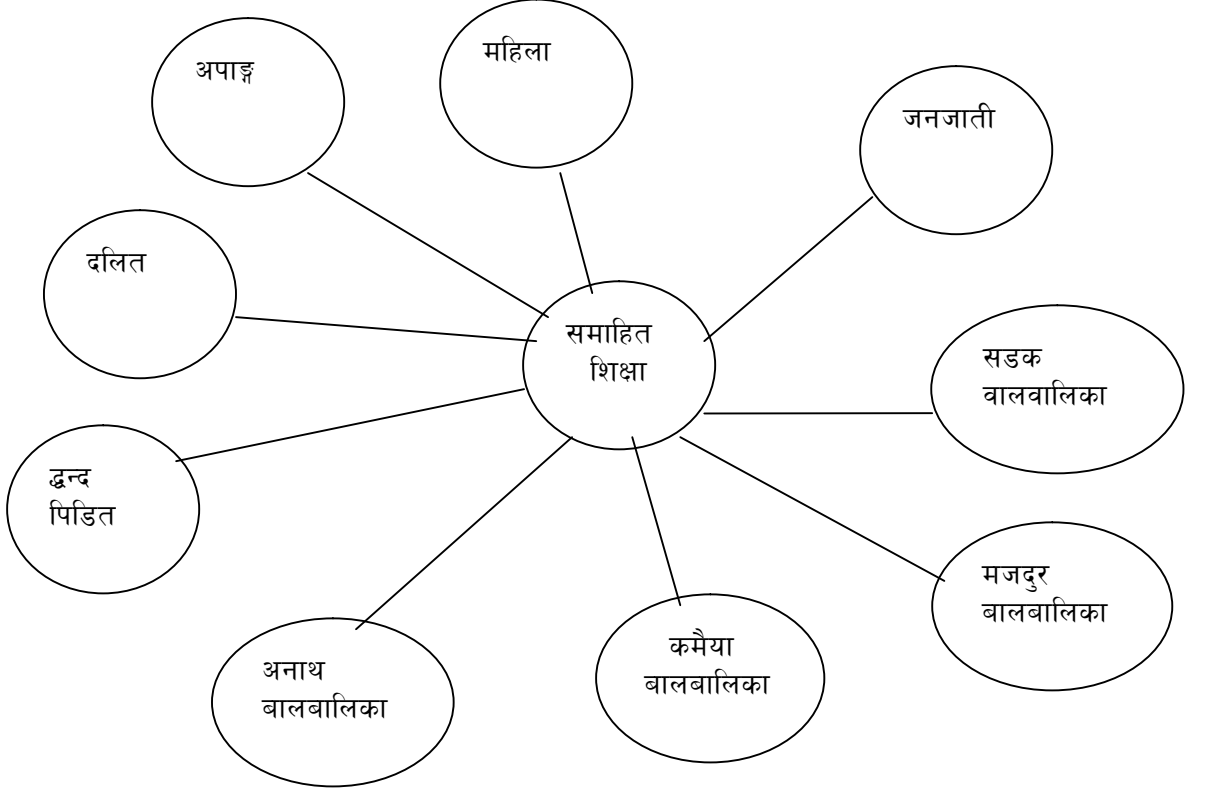 महिला
अपाङ्ग
जनजाती
दलित
समाहित
शिक्षा
सडक
वालवालिका
द्धन्द
पिडित
मजदुर
बालबालिका
कमैया
बालबालिका
अनाथ
बालबालिका